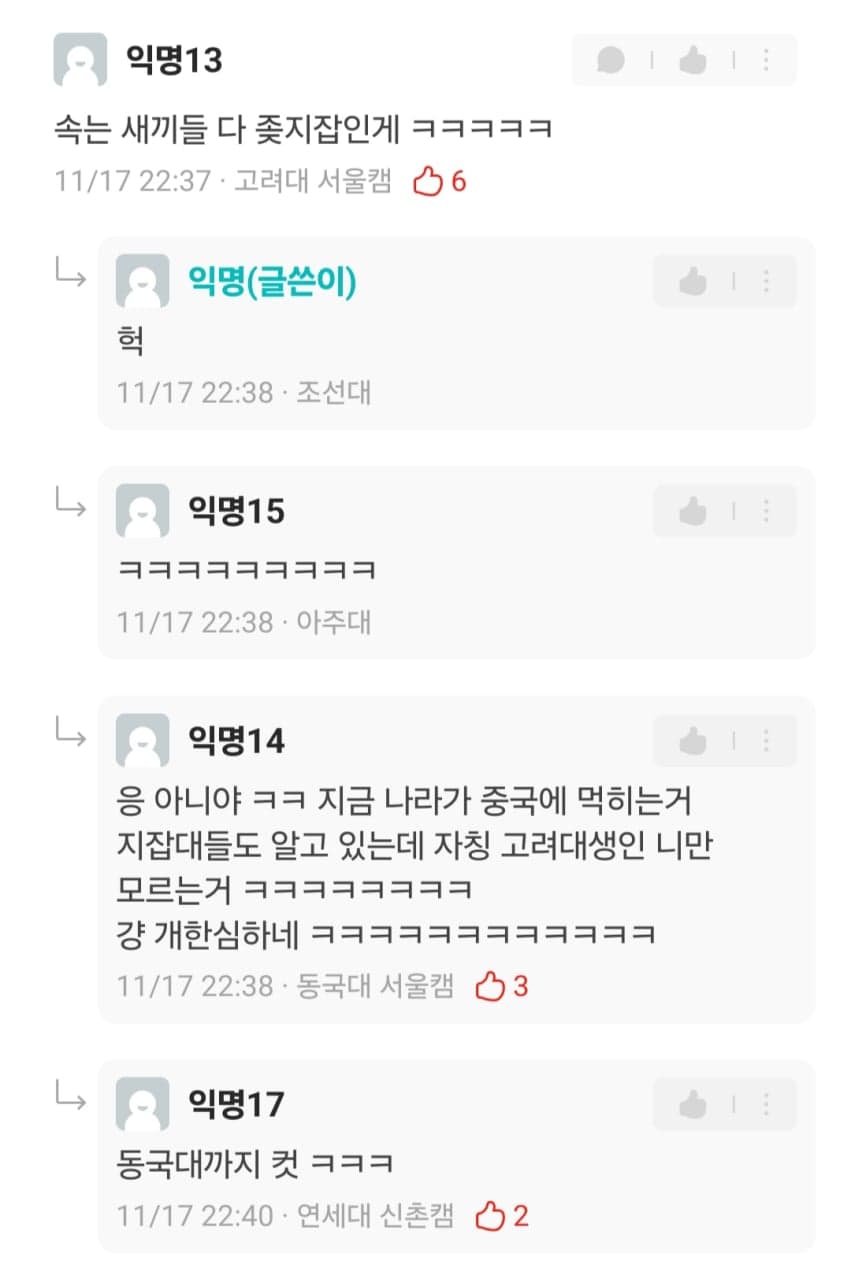 익명13
속는 새끼들 다 좆지잡인게 ㅋㅋㅋㅋㅋ
11/17 22:37 · 고려대 서울캠 6
익명(글쓴이)
헉
11/17 22:38 · 조선대
익명15
ㅋㅋㅋㅋㅋㅋㅋㅋㅋ
11/17 22:38 · 아주대
익명14
응 아니야 ㅋㅋ 지금 나라가 중국에 먹히는거
지잡대들도 알고 있는데 자칭 고려대생인 니만
모르는거 ㅋㅋㅋㅋㅋㅋㅋㅋ
걍 개한심하네 ㅋㅋㅋㅋㅋㅋㅋㅋㅋㅋㅋㅋ
11/17 22:38 · 동국대 서울캠 3
익명17
동국대까지 컷 ㅋㅋㅋ
11/17 22:40 · 연세대 신촌캠 2